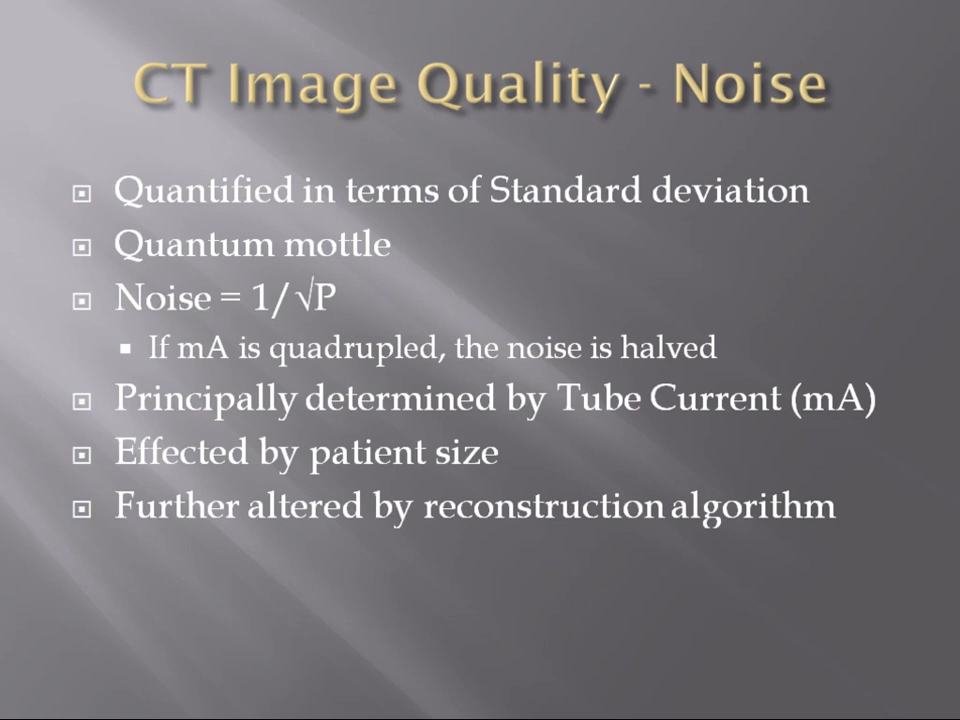 CT Image Quality - Noise
Quantified in terms of Standard deviation
Quantum mottle
Noise = 1/√P
If mA is quadrupled, the noise is halved
Principally determined by Tube Current (mA)
Effected by patient size
Further altered by reconstruction algorithm